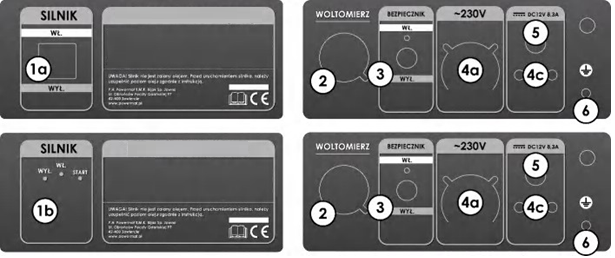 SILNIK
WŁ.
1a
WYŁ.
UWAGA! Silnik nie jest zalany olejem. Przed uruchomieniem silnika, należy
uzupełnić poziom oleju zgodnie z instrukcją.
CE
WOLTOMIERZ
2
BEZPIECZNIK
WŁ.
3
WYŁ.
~230V
4a
DC12V 8,3A
5
4c
6
SILNIK
WYŁ.
WŁ.
START
1b
UWAGA! Silnik nie jest zalany olejem. Przed uruchomieniem silnika, należy
uzupełnić poziom oleju zgodnie z instrukcją.
CE
WOLTOMIERZ
2
BEZPIECZNIK
WŁ.
3
WYŁ.
~230V
4a
DC12V 8,3A
5
4c
6